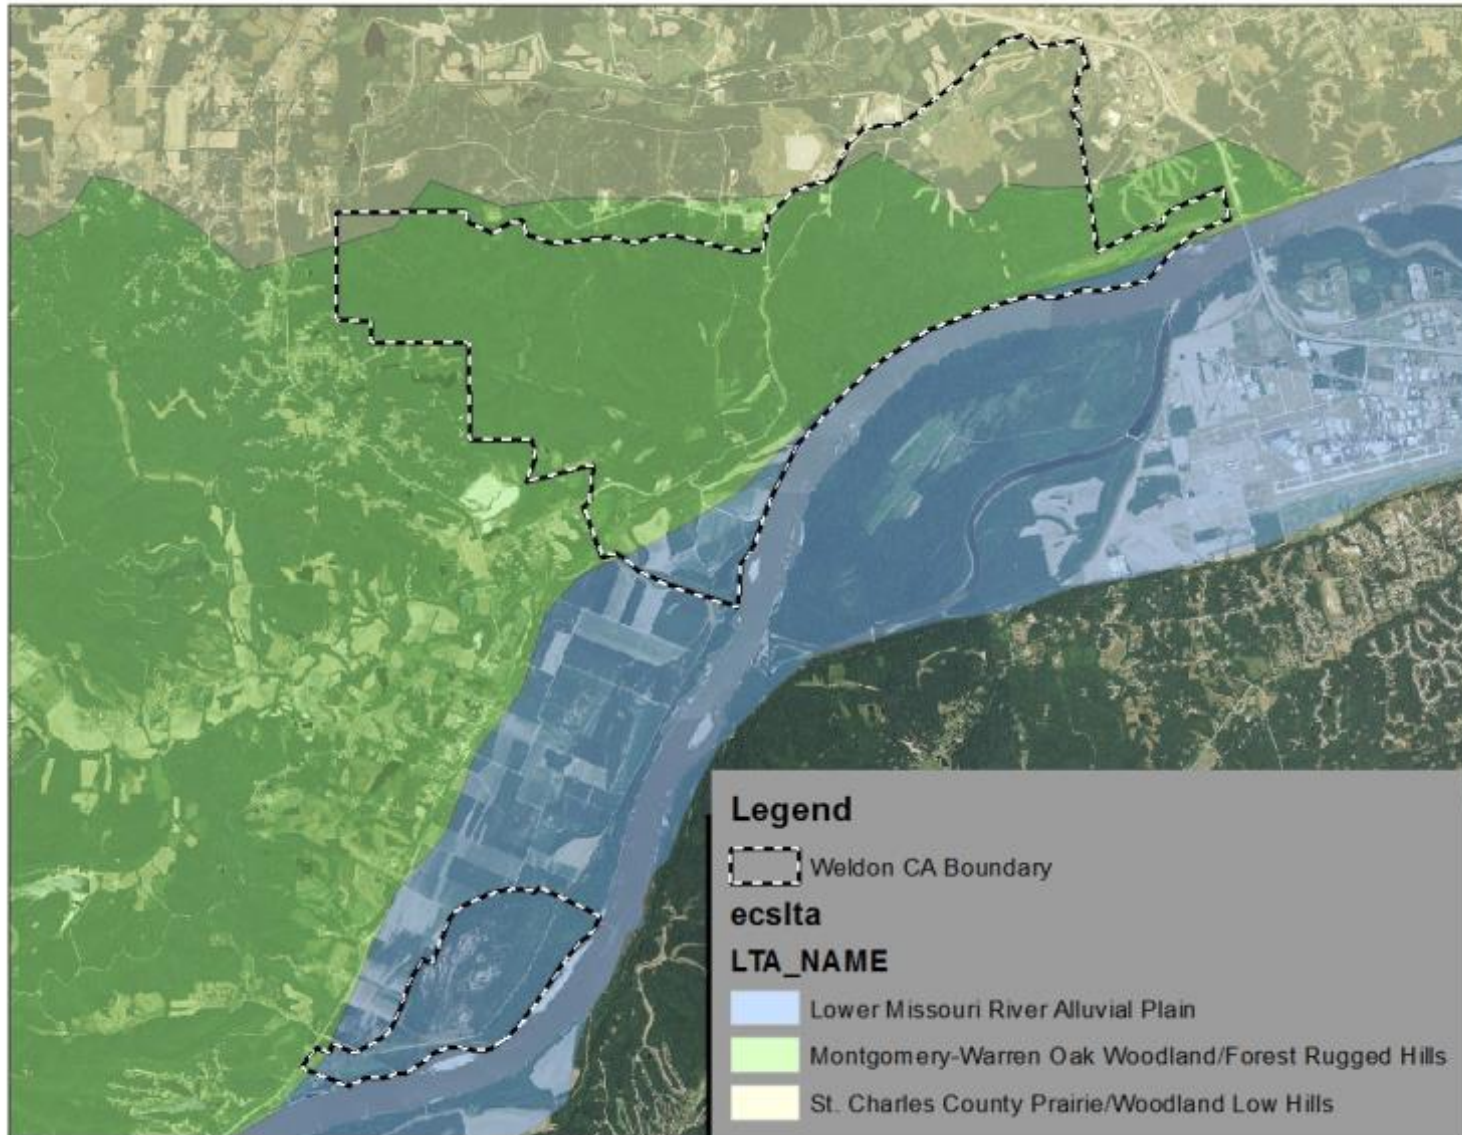 Legend
Weldon CA Boundary
ecslta
LTA_NAME
Lower Missouri River Alluvial Plain
Montgomery-Warren Oak Woodland/Forest Rugged Hills
St. Charles County Prairie/Woodland Low Hills